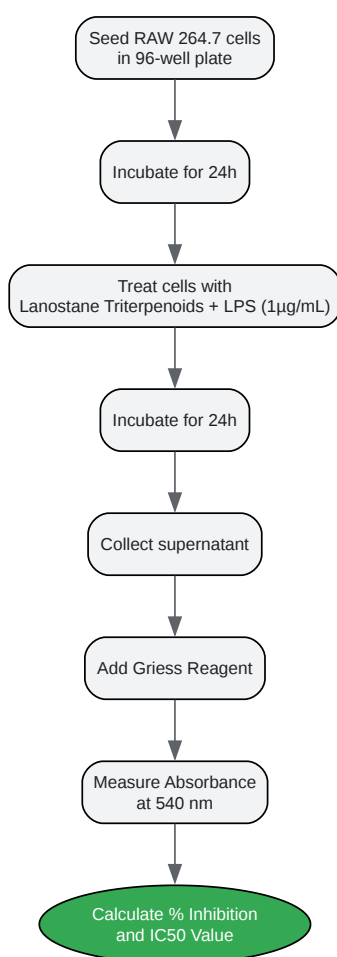 Seed RAW 264.7 cells
in 96-well plate
Incubate for 24h
Treat cells with
Lanostane Triterpenoids + LPS (1µg/mL)
Incubate for 24h
Collect supernatant
Add Griess Reagent
Measure Absorbance
at 540 nm
Calculate % Inhibition
and IC50 Value